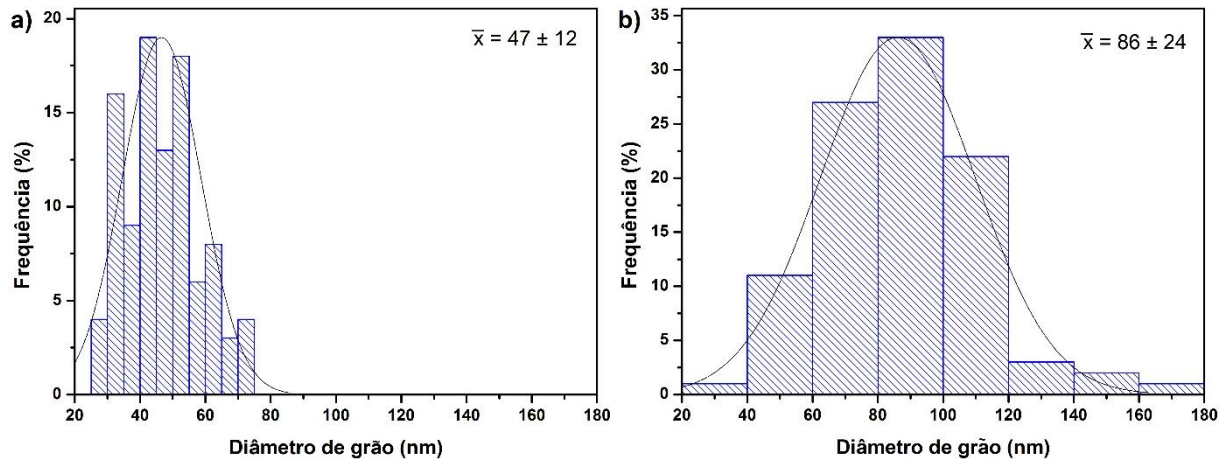 a)
x̅ = 47 ± 12
Frequência (%)
20
15
10
5
0
20 40 60 80 100 120 140 160 180
Diâmetro de grão (nm)
b)
x̅ = 86 ± 24
Frequência (%)
35
30
25
20
15
10
5
0
20 40 60 80 100 120 140 160 180
Diâmetro de grão (nm)